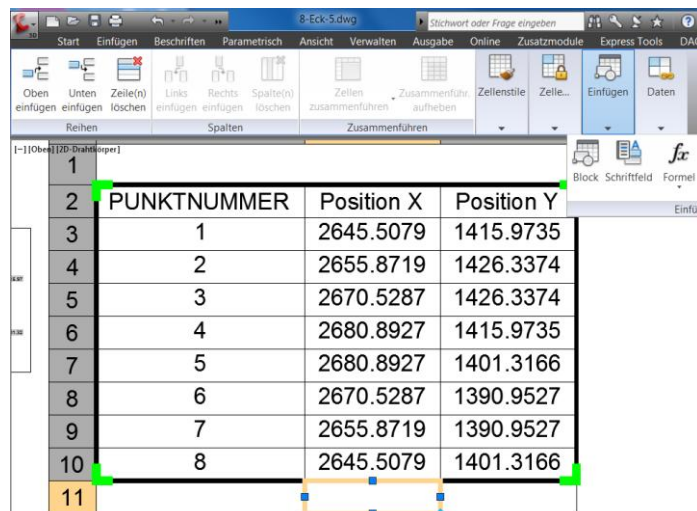 8-Eck-5.dwg Stichwort oder Frage eingeben
3D
Start Einfügen Beschriften Parametrisch Ansicht Verwalten Ausgabe Online Zusatzmodule Express Tools DAC
Oben einfügen Unten einfügen Zeile(n) löschen Links einfügen Rechts einfügen Spalte(n) löschen Zellen zusammenführen Zusammenführ. aufheben Zellenstile Zelle... Einfügen Daten
Reihen Spalten Zusammenführen
[−][Oben][2D-Drahtkörper]
Block Schriftfeld Formel
Einfü
1
2 PUNKTNUMMER Position X Position Y
3 1 2645.5079 1415.9735
4 2 2655.8719 1426.3374
5 3 2670.5287 1426.3374
6 4 2680.8927 1415.9735
7 5 2680.8927 1401.3166
8 6 2670.5287 1390.9527
9 7 2655.8719 1390.9527
10 8 2645.5079 1401.3166
11